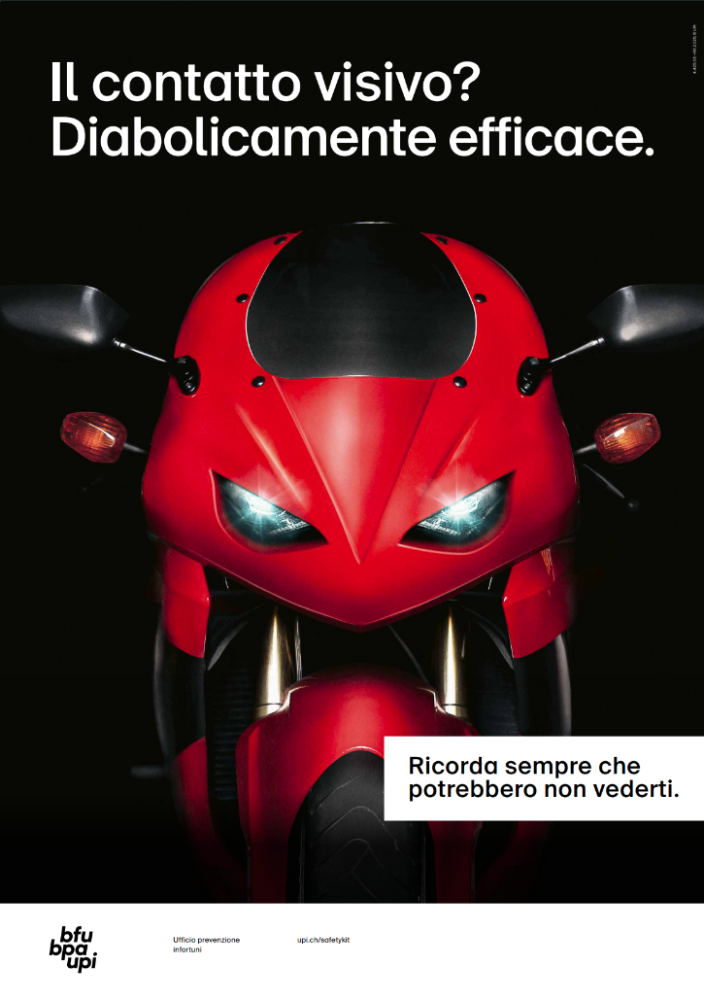 Il contatto visivo?
Diabolicamente efficace.
Ricorda sempre che
potrebbero non vederti.
bfu
bpa
upi
Ufficio prevenzione
infortuni
upi.ch/safetykit